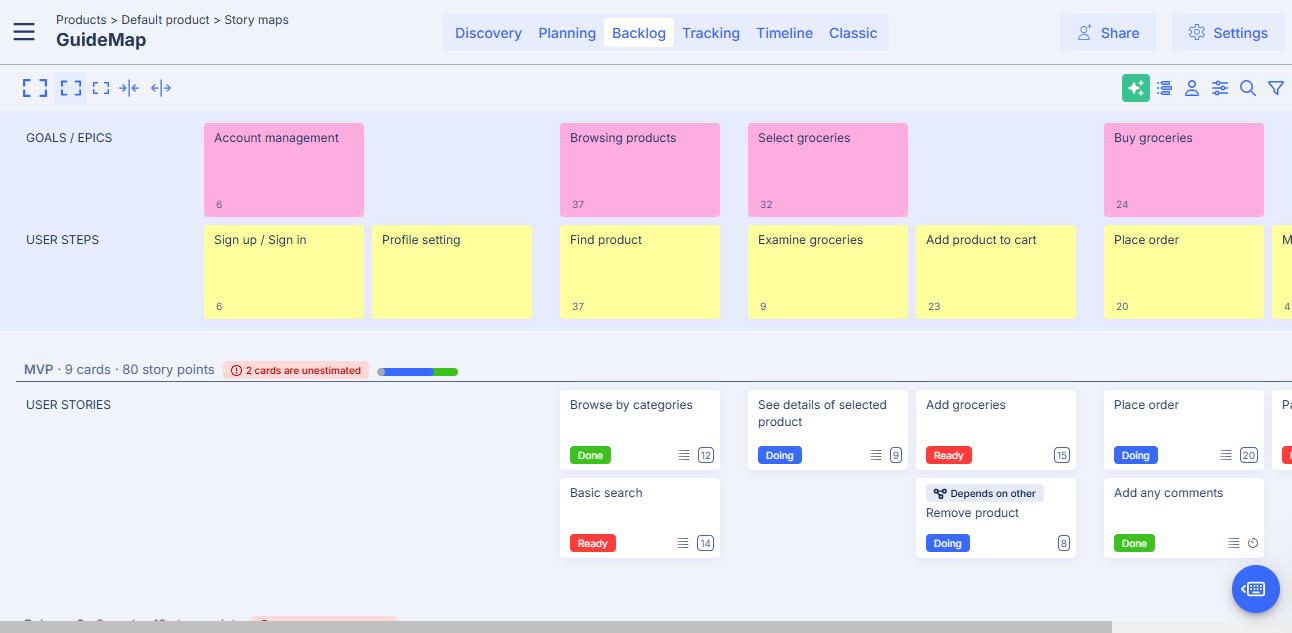 Products > Default product > Story maps
GuideMap
Discovery
Planning
Backlog
Tracking
Timeline
Classic
Share
Settings
GOALS / EPICS
Account management
6
Browsing products
37
Select groceries
32
Buy groceries
24
USER STEPS
Sign up / Sign in
6
Profile setting
Find product
37
Examine groceries
9
Add product to cart
23
Place order
20
4
MVP · 9 cards · 80 story points
2 cards are unestimated
USER STORIES
Browse by categories
Done
12
See details of selected
product
Doing
9
Add groceries
Ready
15
Place order
Doing
20
Basic search
Ready
14
Depends on other
Remove product
Doing
8
Add any comments
Done